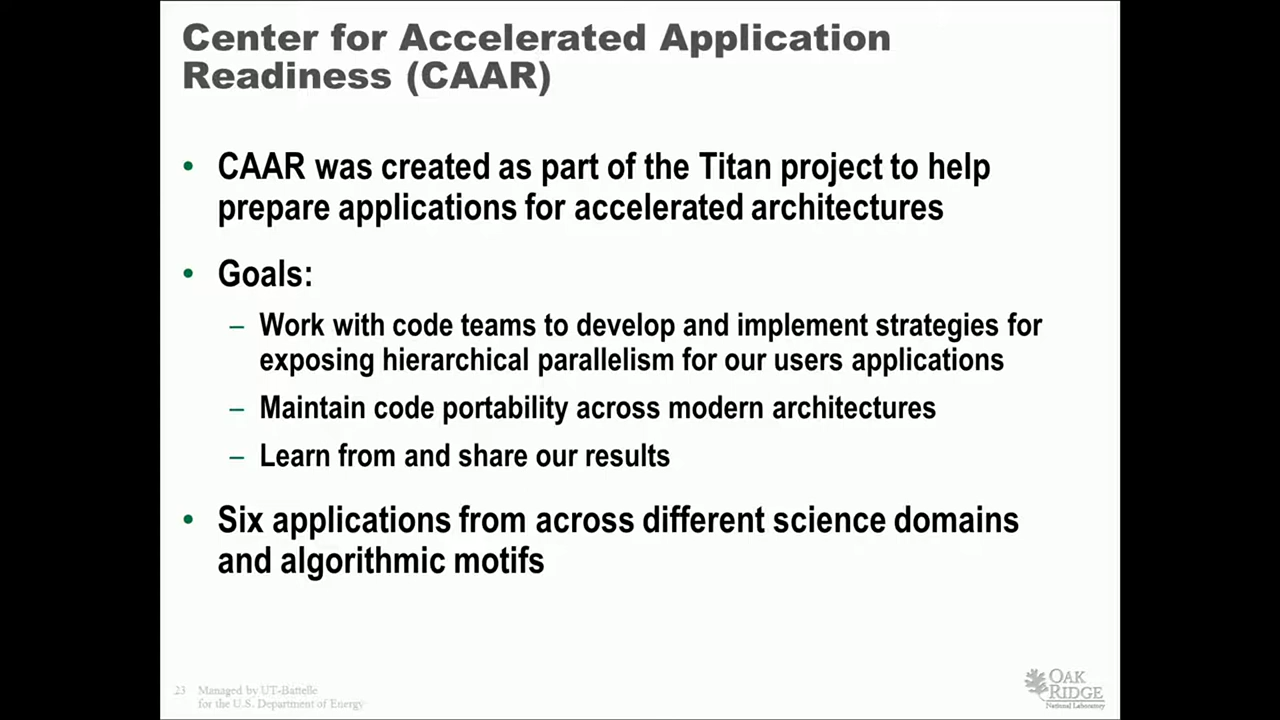 Center for Accelerated Application
Readiness (CAAR)
• CAAR was created as part of the Titan project to help
prepare applications for accelerated architectures
• Goals:
– Work with code teams to develop and implement strategies for
exposing hierarchical parallelism for our users applications
– Maintain code portability across modern architectures
– Learn from and share our results
• Six applications from across different science domains
and algorithmic motifs
23 Managed by UT-Battelle
for the U.S. Department of Energy
OAK
RIDGE
National Laboratory